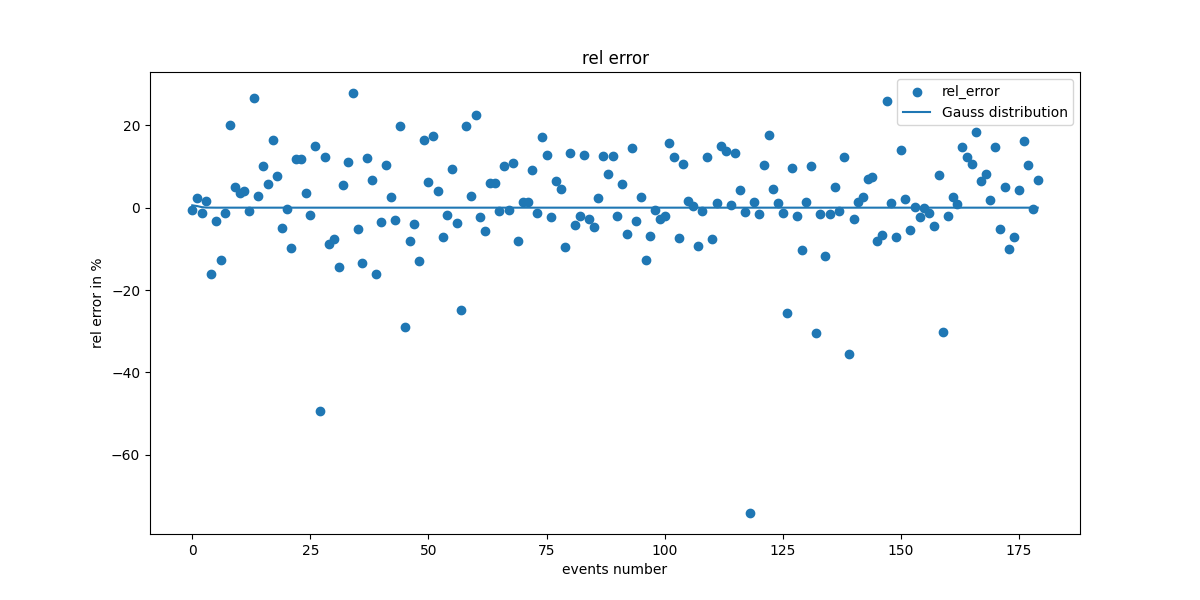 rel error
rel_error
Gauss distribution
20
0
−20
−40
−60
rel error in %
0 25 50 75 100 125 150 175
events number